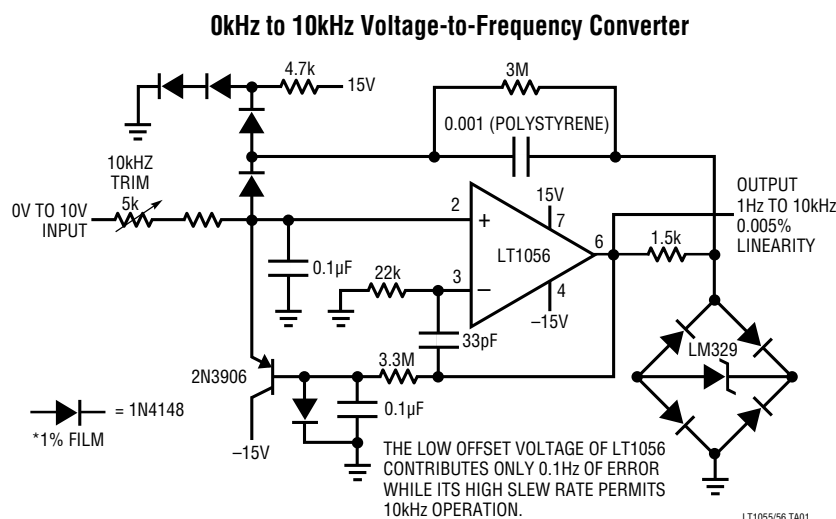 0kHz to 10kHz Voltage-to-Frequency Converter
4.7k
15V
3M
0.001 (POLYSTYRENE)
10kHZ
TRIM
5k
0V TO 10V
INPUT
2
+
15V
7
LT1056
6
OUTPUT
1Hz TO 10kHz
0.005%
LINEARITY
1.5k
0.1µF
22k
3
–
4
–15V
33pF
LM329
2N3906
3.3M
0.1µF
= 1N4148
*1% FILM
–15V
THE LOW OFFSET VOLTAGE OF LT1056
CONTRIBUTES ONLY 0.1Hz OF ERROR
WHILE ITS HIGH SLEW RATE PERMITS
10kHz OPERATION.
LT1055/56 TA01